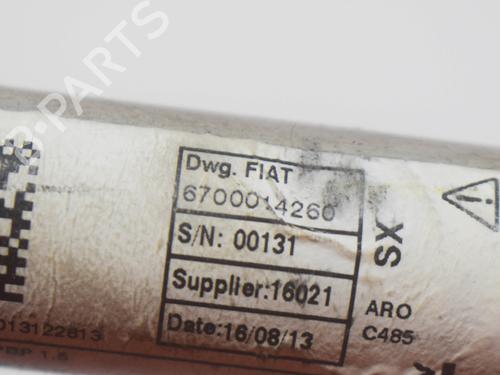 B-PARTS
Dwg. FIAT
6700014260
S/N: 00131
Supplier:16021
Date:16/08/13
SX
ARO
C485
013122813